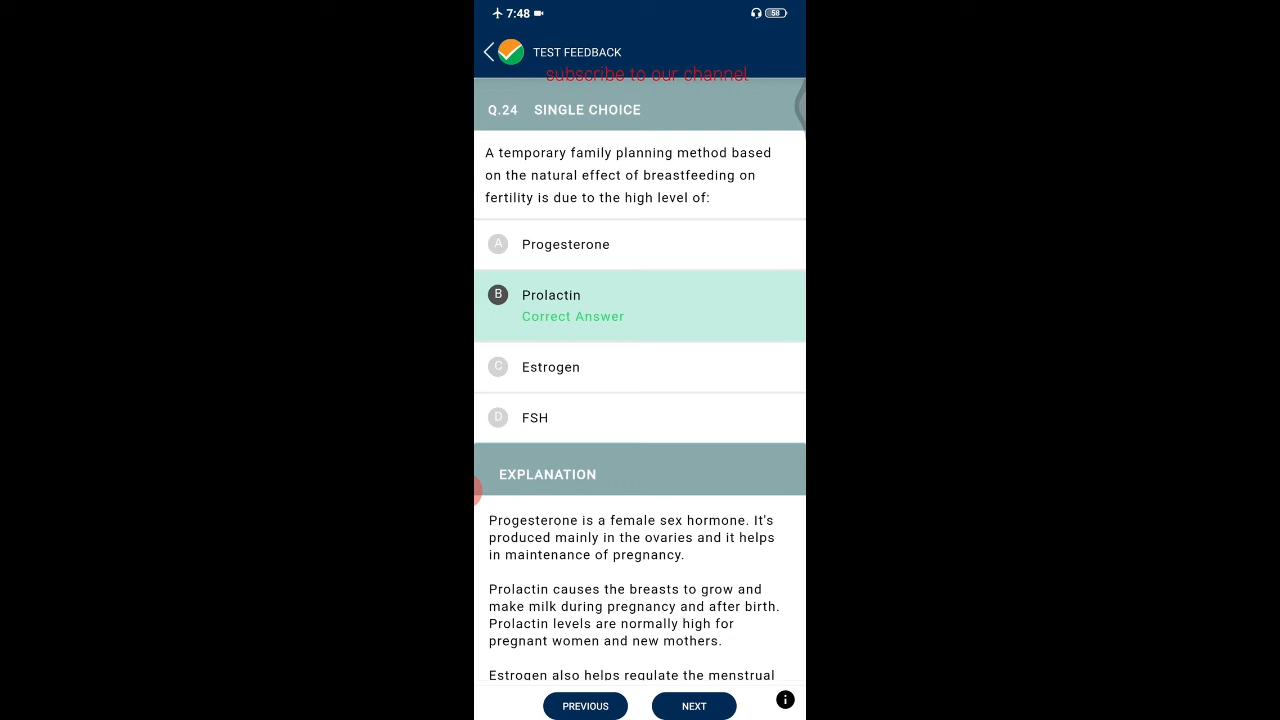 7:48
58
TEST FEEDBACK
subscribe to our channel
Q.24 SINGLE CHOICE
A temporary family planning method based
on the natural effect of breastfeeding on
fertility is due to the high level of:
A Progesterone
B Prolactin
Correct Answer
C Estrogen
D FSH
EXPLANATION
Progesterone is a female sex hormone. It's
produced mainly in the ovaries and it helps
in maintenance of pregnancy.
Prolactin causes the breasts to grow and
make milk during pregnancy and after birth.
Prolactin levels are normally high for
pregnant women and new mothers.
Estrogen also helps regulate the menstrual
PREVIOUS NEXT i